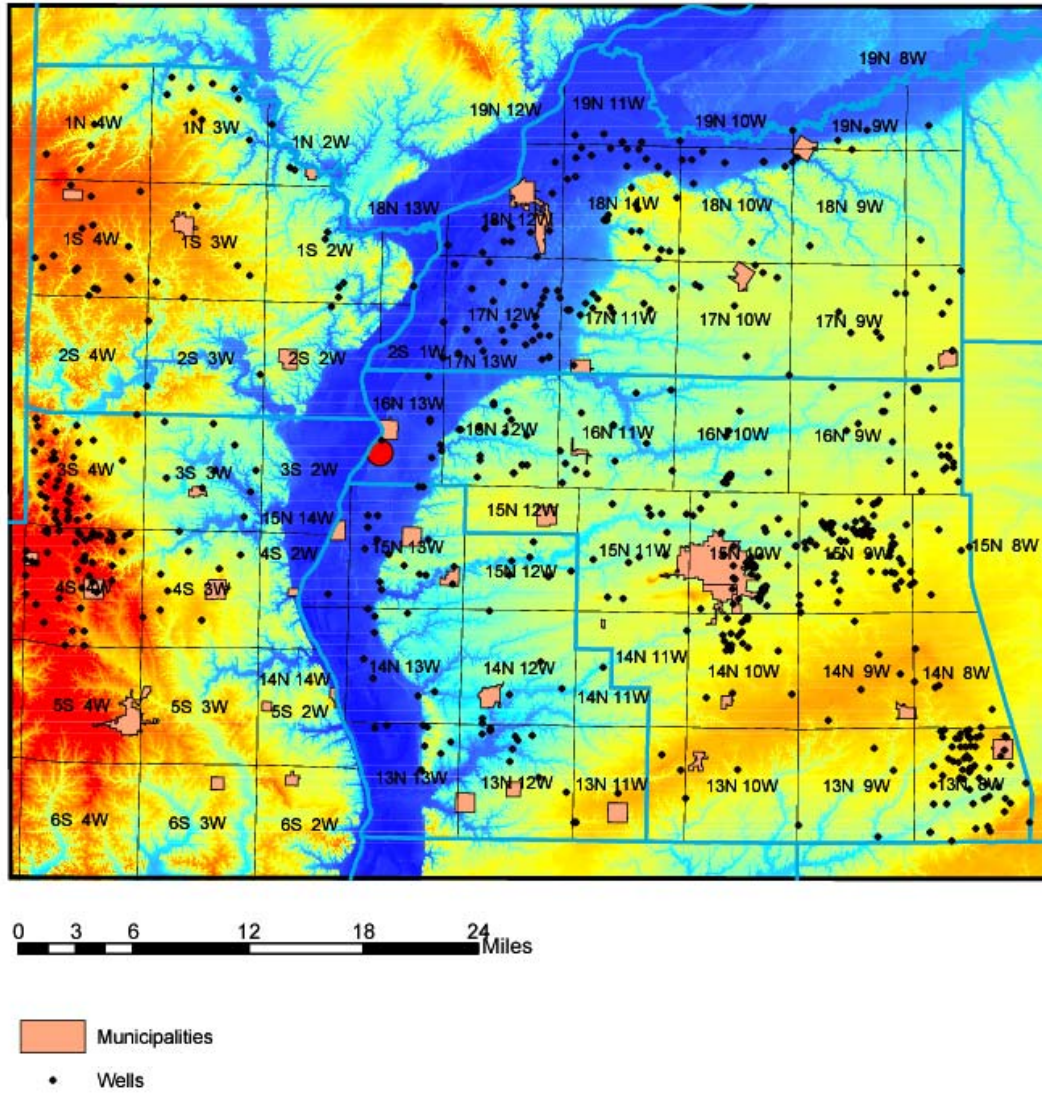 19N 8W
1N 4W
1N 3W
19N 12W
19N 11W
19N 10W
19N 9W
1N 2W
18N 13W
18N 12W
18N 11W
18N 10W
18N 9W
1S 4W
1S 3W
1S 2W
17N 12W
17N 11W
17N 10W
17N 9W
2S 4W
2S 3W
2S 2W
2S 1W
17N 13W
16N 13W
16N 12W
16N 11W
16N 10W
16N 9W
3S 4W
3S 3W
3S 2W
15N 14W
15N 12W
4S 2W
15N 13W
15N 12W
15N 11W
15N 10W
15N 9W
15N 8W
4S 4W
4S 3W
14N 13W
14N 12W
14N 11W
14N 10W
14N 9W
14N 8W
14N 14W
14N 11W
5S 4W
5S 3W
5S 2W
13N 13W
13N 12W
13N 11W
13N 10W
13N 9W
13N 8W
6S 4W
6S 3W
6S 2W
0 3 6 12 18 24
Miles
Municipalities
Wells